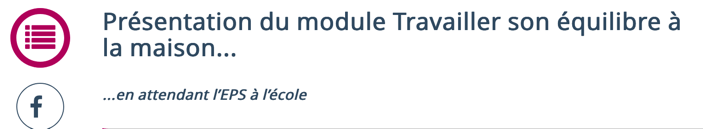 Présentation du module Travailler son équilibre à
la maison...
...en attendant l'EPS à l'école